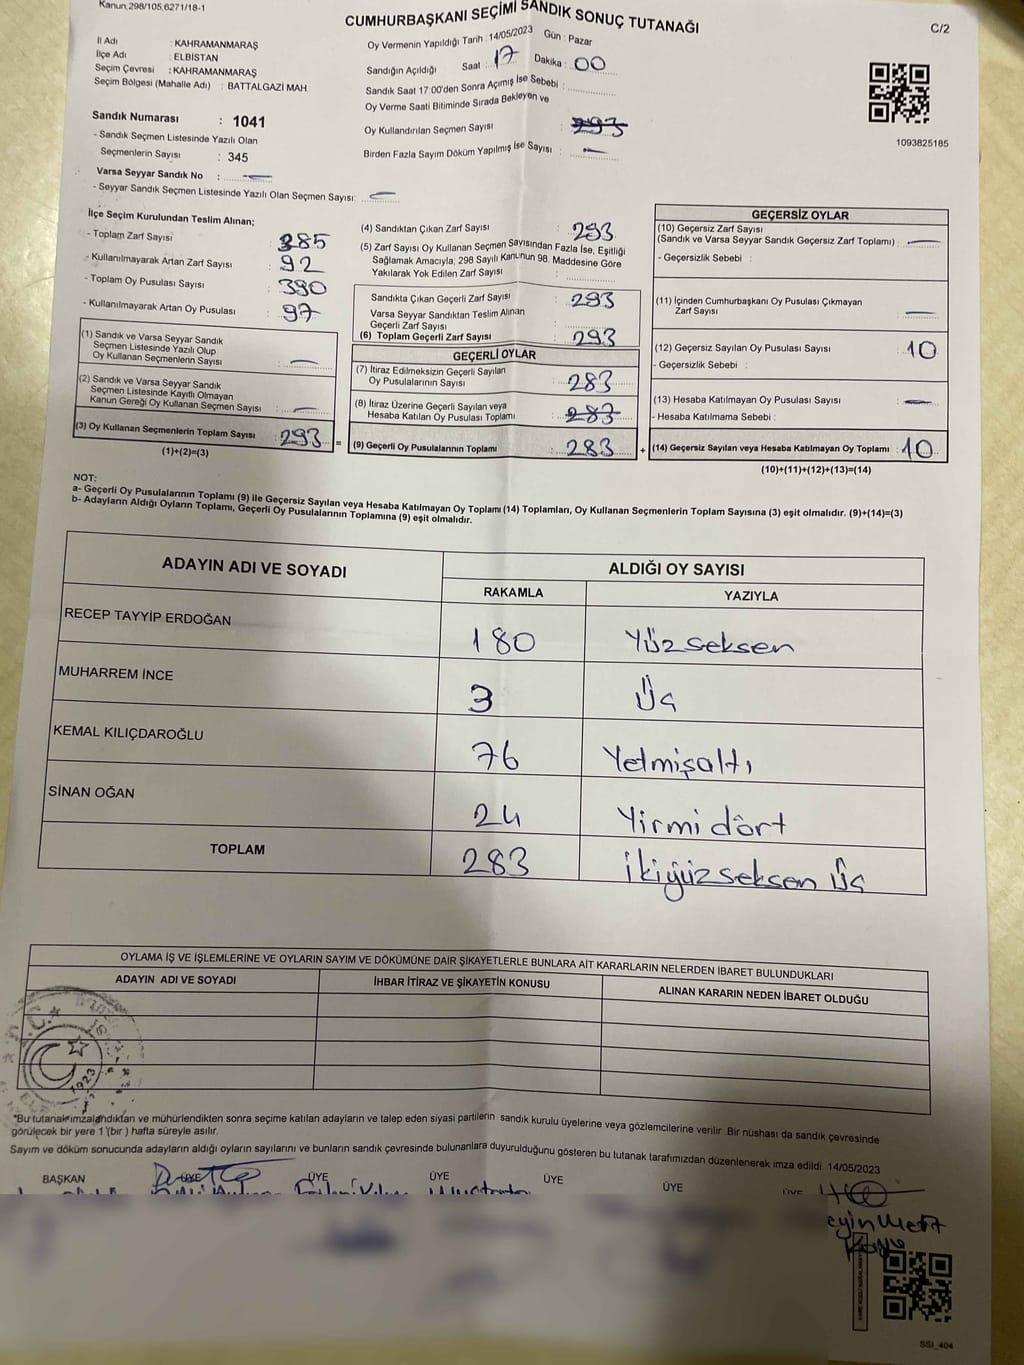 Kanun,298/105,6271/18-1
CUMHURBAŞKANI SEÇİMİ SANDIK SONUÇ TUTANAĞI
C/2
İl Adı : KAHRAMANMARAŞ
İlçe Adı : ELBİSTAN
Seçim Çevresi : KAHRAMANMARAŞ
Seçim Bölgesi (Mahalle Adı) : BATTALGAZİ MAH.
Oy Vermenin Yapıldığı Tarih : 14/05/2023 Gün : Pazar
Sandığın Açıldığı Saat : 17 Dakika : 00
Sandık Saat 17:00'den Sonra Açımış İse Sebebi :
Oy Verme Saati Bitiminde Sırada Bekleyen ve
Oy Kullandırılan Seçmen Sayısı : 293
Birden Fazla Sayım Döküm Yapılmış İse Sayısı : —
1093825185
Sandık Numarası : 1041
- Sandık Seçmen Listesinde Yazılı Olan
Seçmenlerin Sayısı : 345
Varsa Seyyar Sandık No : —
- Seyyar Sandık Seçmen Listesinde Yazılı Olan Seçmen Sayısı: —
İlçe Seçim Kurulundan Teslim Alınan;
- Toplam Zarf Sayısı : 385
- Kullanılmayarak Artan Zarf Sayısı : 92
- Toplam Oy Pusulası Sayısı : 390
- Kullanılmayarak Artan Oy Pusulası : 97
(1) Sandık ve Varsa Seyyar Sandık
Seçmen Listesinde Yazılı Olup
Oy Kullanan Seçmenlerin Sayısı : —
(2) Sandık ve Varsa Seyyar Sandık
Seçmen Listesinde Kayıtlı Olmayan
Kanun Gereği Oy Kullanan Seçmen Sayısı : —
(3) Oy Kullanan Seçmenlerin Toplam Sayısı : 293 =
(1)+(2)=(3)
(4) Sandıktan Çıkan Zarf Sayısı : 293
(5) Zarf Sayısı Oy Kullanan Seçmen Sayısından Fazla İse, Eşitliği
Sağlamak Amacıyla; 298 Sayılı Kanunun 98. Maddesine Göre
Yakılarak Yok Edilen Zarf Sayısı :
Sandıkta Çıkan Geçerli Zarf Sayısı : 293
Varsa Seyyar Sandıktan Teslim Alınan
Geçerli Zarf Sayısı :
(6) Toplam Geçerli Zarf Sayısı : 293
GEÇERLİ OYLAR
(7) İtiraz Edilmeksizin Geçerli Sayılan
Oy Pusulalarının Sayısı : 283
(8) İtiraz Üzerine Geçerli Sayılan veya
Hesaba Katılan Oy Pusulası Toplamı : 283
(9) Geçerli Oy Pusulalarının Toplamı : 283 +
GEÇERSİZ OYLAR
(10) Geçersiz Zarf Sayısı
(Sandık ve Varsa Seyyar Sandık Geçersiz Zarf Toplamı) : —
- Geçersizlik Sebebi :
(11) İçinden Cumhurbaşkanı Oy Pusulası Çıkmayan
Zarf Sayısı : —
(12) Geçersiz Sayılan Oy Pusulası Sayısı : 10
- Geçersizlik Sebebi :
(13) Hesaba Katılmayan Oy Pusulası Sayısı : —
- Hesaba Katılmama Sebebi :
(14) Geçersiz Sayılan veya Hesaba Katılmayan Oy Toplamı : 10
(10)+(11)+(12)+(13)=(14)
NOT:
a- Geçerli Oy Pusulalarının Toplamı (9) ile Geçersiz Sayılan veya Hesaba Katılmayan Oy Toplamı (14) Toplamları, Oy Kullanan Seçmenlerin Toplam Sayısına (3) eşit olmalıdır. (9)+(14)=(3)
b- Adayların Aldığı Oyların Toplamı, Geçerli Oy Pusulalarının Toplamına (9) eşit olmalıdır.
ADAYIN ADI VE SOYADI
ALDIĞI OY SAYISI
RAKAMLA YAZIYLA
RECEP TAYYİP ERDOĞAN 180 Yüz seksen
MUHARREM İNCE 3 Üç
KEMAL KILIÇDAROĞLU 76 Yetmişaltı
SİNAN OĞAN 24 Yirmi dört
TOPLAM 283 İkiyüz seksen Üç
OYLAMA İŞ VE İŞLEMLERİNE VE OYLARIN SAYIM VE DÖKÜMÜNE DAİR ŞİKAYETLERLE BUNLARA AİT KARARLARIN NELERDEN İBARET BULUNDUKLARI
ADAYIN ADI VE SOYADI İHBAR İTİRAZ VE ŞİKAYETİN KONUSU ALINAN KARARIN NEDEN İBARET OLDUĞU
T.C.
1923
*Bu tutanak imzalandıktan ve mühürlendikten sonra seçime katılan adayların ve talep eden siyasi partilerin sandık kurulu üyelerine veya gözlemcilerine verilir .Bir nüshası da sandık çevresinde
görülecek bir yere 1 (bir ) hafta süreyle asılır.
Sayım ve döküm sonucunda adayların aldığı oyların sayılarını ve bunların sandık çevresinde bulunanlara duyurulduğunu gösteren bu tutanak tarafımızdan düzenlenerek imza edildi. 14/05/2023
BAŞKAN ÜYE ÜYE ÜYE ÜYE ÜYE ÜYE
SSI_404